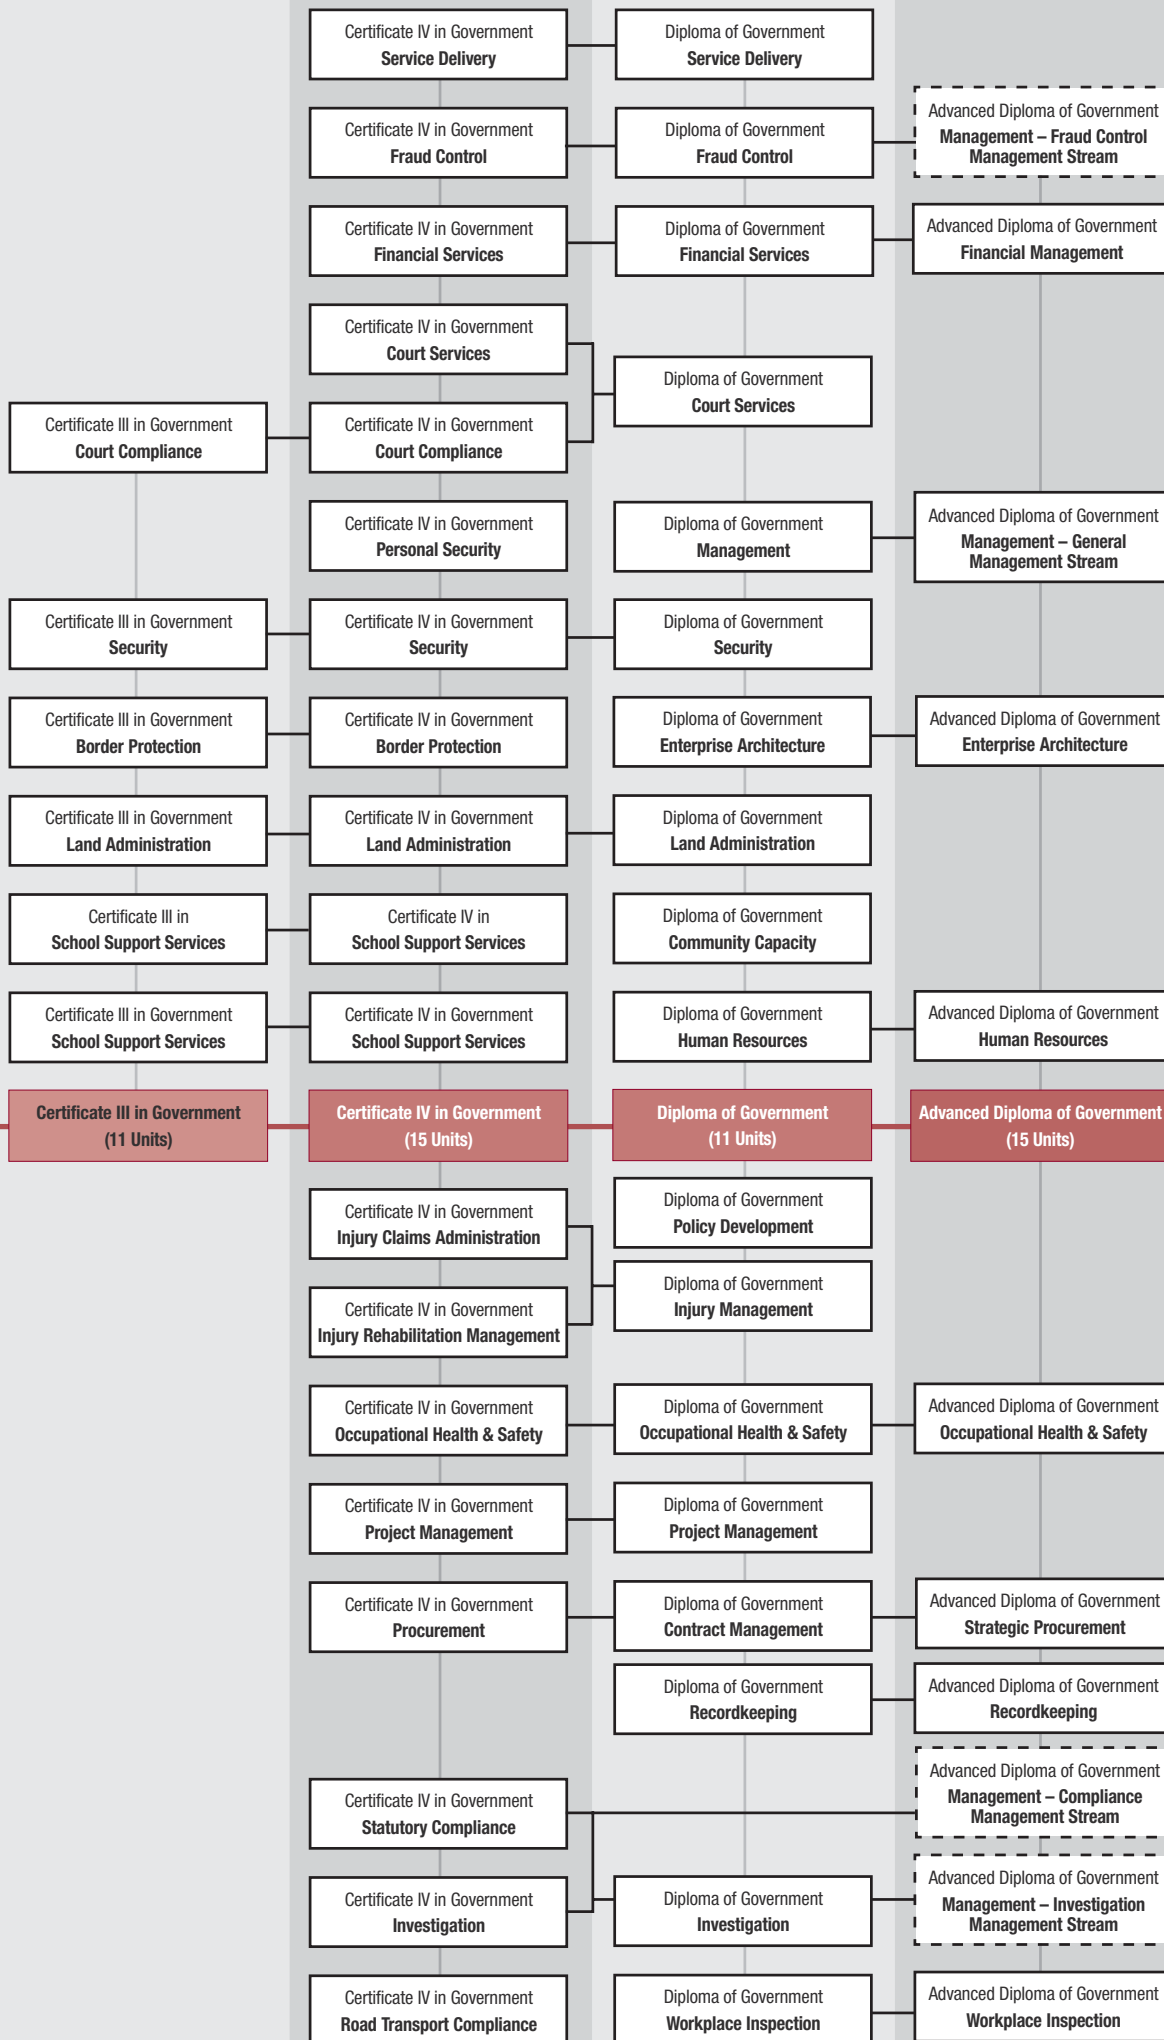 Certificate IV in Government
Service Delivery
Diploma of Government
Service Delivery
Certificate IV in Government
Fraud Control
Diploma of Government
Fraud Control
Advanced Diploma of Government
Management – Fraud Control
Management Stream
Certificate IV in Government
Financial Services
Diploma of Government
Financial Services
Advanced Diploma of Government
Financial Management
Certificate IV in Government
Court Services
Diploma of Government
Court Services
Certificate III in Government
Court Compliance
Certificate IV in Government
Court Compliance
Certificate IV in Government
Personal Security
Diploma of Government
Management
Advanced Diploma of Government
Management – General
Management Stream
Certificate III in Government
Security
Certificate IV in Government
Security
Diploma of Government
Security
Certificate III in Government
Border Protection
Certificate IV in Government
Border Protection
Diploma of Government
Enterprise Architecture
Advanced Diploma of Government
Enterprise Architecture
Certificate III in Government
Land Administration
Certificate IV in Government
Land Administration
Diploma of Government
Land Administration
Certificate III in
School Support Services
Certificate IV in
School Support Services
Diploma of Government
Community Capacity
Certificate III in Government
School Support Services
Certificate IV in Government
School Support Services
Diploma of Government
Human Resources
Advanced Diploma of Government
Human Resources
Certificate III in Government
(11 Units)
Certificate IV in Government
(15 Units)
Diploma of Government
(11 Units)
Advanced Diploma of Government
(15 Units)
Certificate IV in Government
Injury Claims Administration
Diploma of Government
Policy Development
Certificate IV in Government
Injury Rehabilitation Management
Diploma of Government
Injury Management
Certificate IV in Government
Occupational Health & Safety
Diploma of Government
Occupational Health & Safety
Advanced Diploma of Government
Occupational Health & Safety
Certificate IV in Government
Project Management
Diploma of Government
Project Management
Certificate IV in Government
Procurement
Diploma of Government
Contract Management
Advanced Diploma of Government
Strategic Procurement
Diploma of Government
Recordkeeping
Advanced Diploma of Government
Recordkeeping
Certificate IV in Government
Statutory Compliance
Advanced Diploma of Government
Management – Compliance
Management Stream
Certificate IV in Government
Investigation
Diploma of Government
Investigation
Advanced Diploma of Government
Management – Investigation
Management Stream
Certificate IV in Government
Road Transport Compliance
Diploma of Government
Workplace Inspection
Advanced Diploma of Government
Workplace Inspection